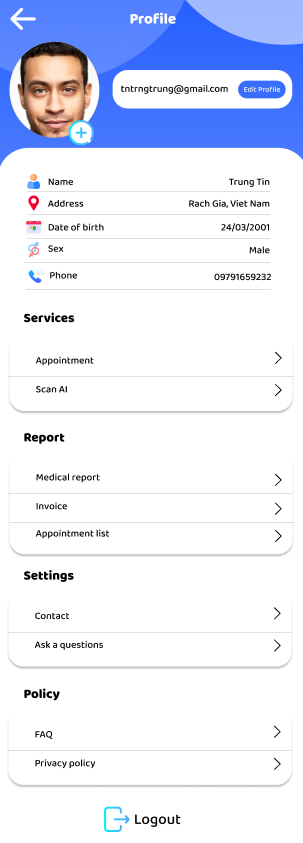 Profile
tntrngtrung@gmail.com Edit Profile
Name Trung Tin
Address Rach Gia, Viet Nam
Date of birth 24/03/2001
Sex Male
Phone 09791659232
Services
Appointment
Scan AI
Report
Medical report
Invoice
Appointment list
Settings
Contact
Ask a questions
Policy
FAQ
Privacy policy
Logout